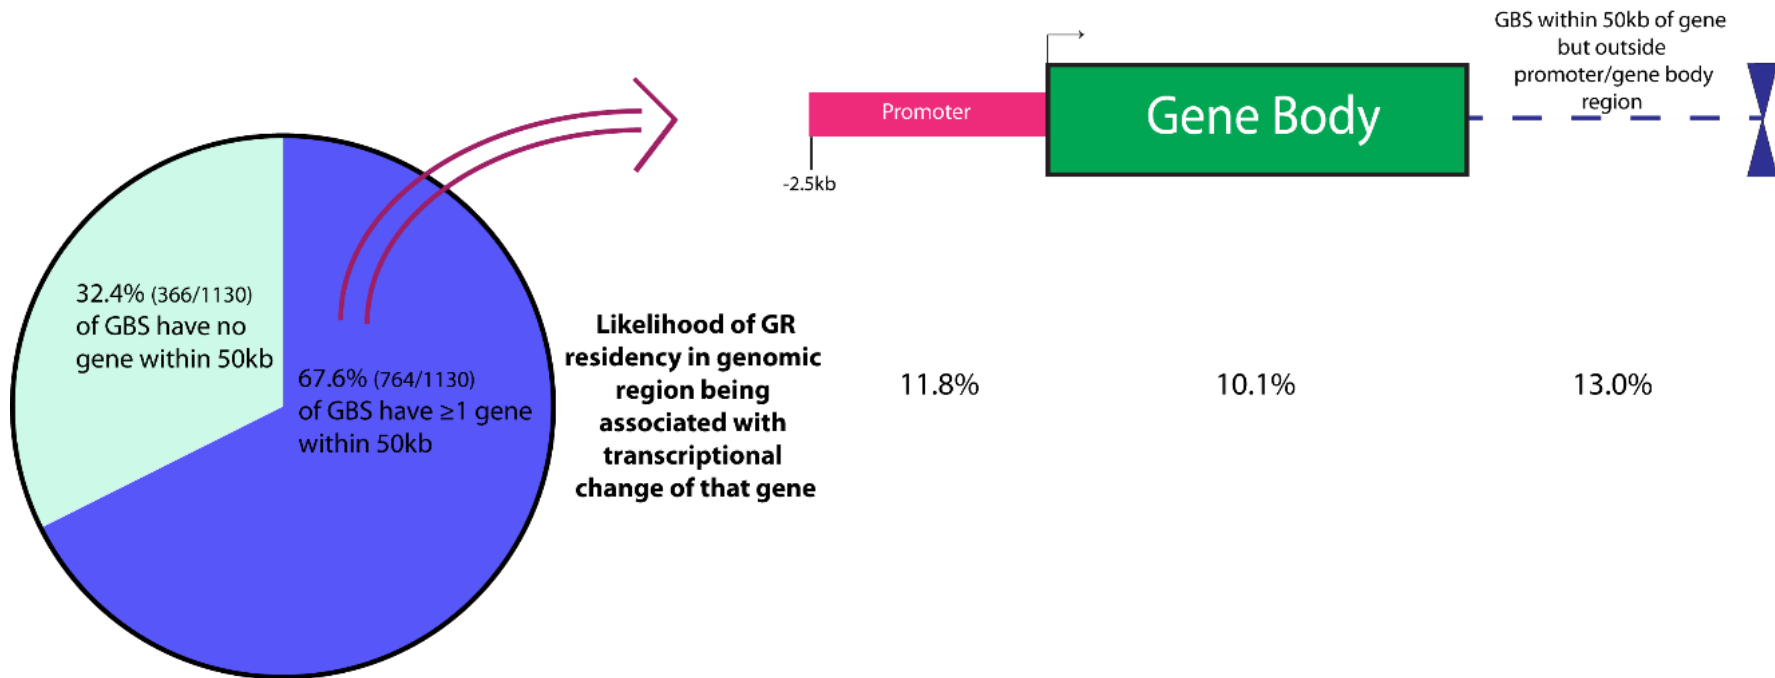 GBS within 50kb of gene
but outside
promoter/gene body
region
Promoter
Gene Body
-2.5kb
32.4% (366/1130)
of GBS have no
gene within 50kb
67.6% (764/1130)
of GBS have ≥1 gene
within 50kb
Likelihood of GR
residency in genomic
region being
associated with
transcriptional
change of that gene
11.8%
10.1%
13.0%